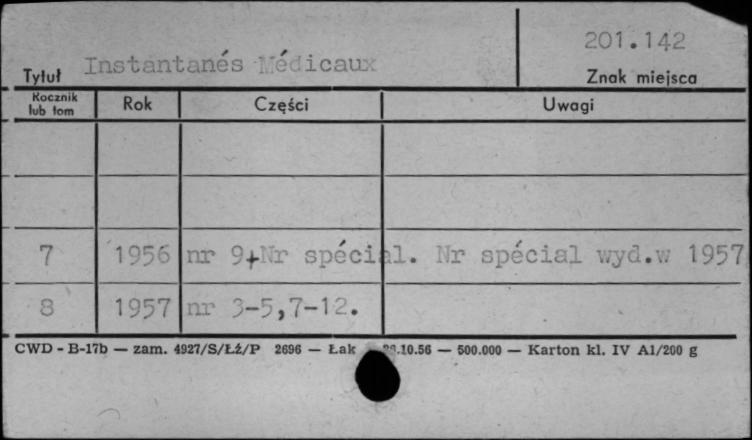 201.142
Tytuł Instantanés Médicaux Znak miejsca
Rocznik lub tom Rok Części Uwagi
7 1956 nr 9+Nr spécial. Nr spécial wyd.w 1957
8 1957 nr 3-5,7-12.
CWD - B-17b — zam. 4927/S/Łź/P 2696 — Łak .10.56 — 500.000 — Karton kl. IV A1/200 g